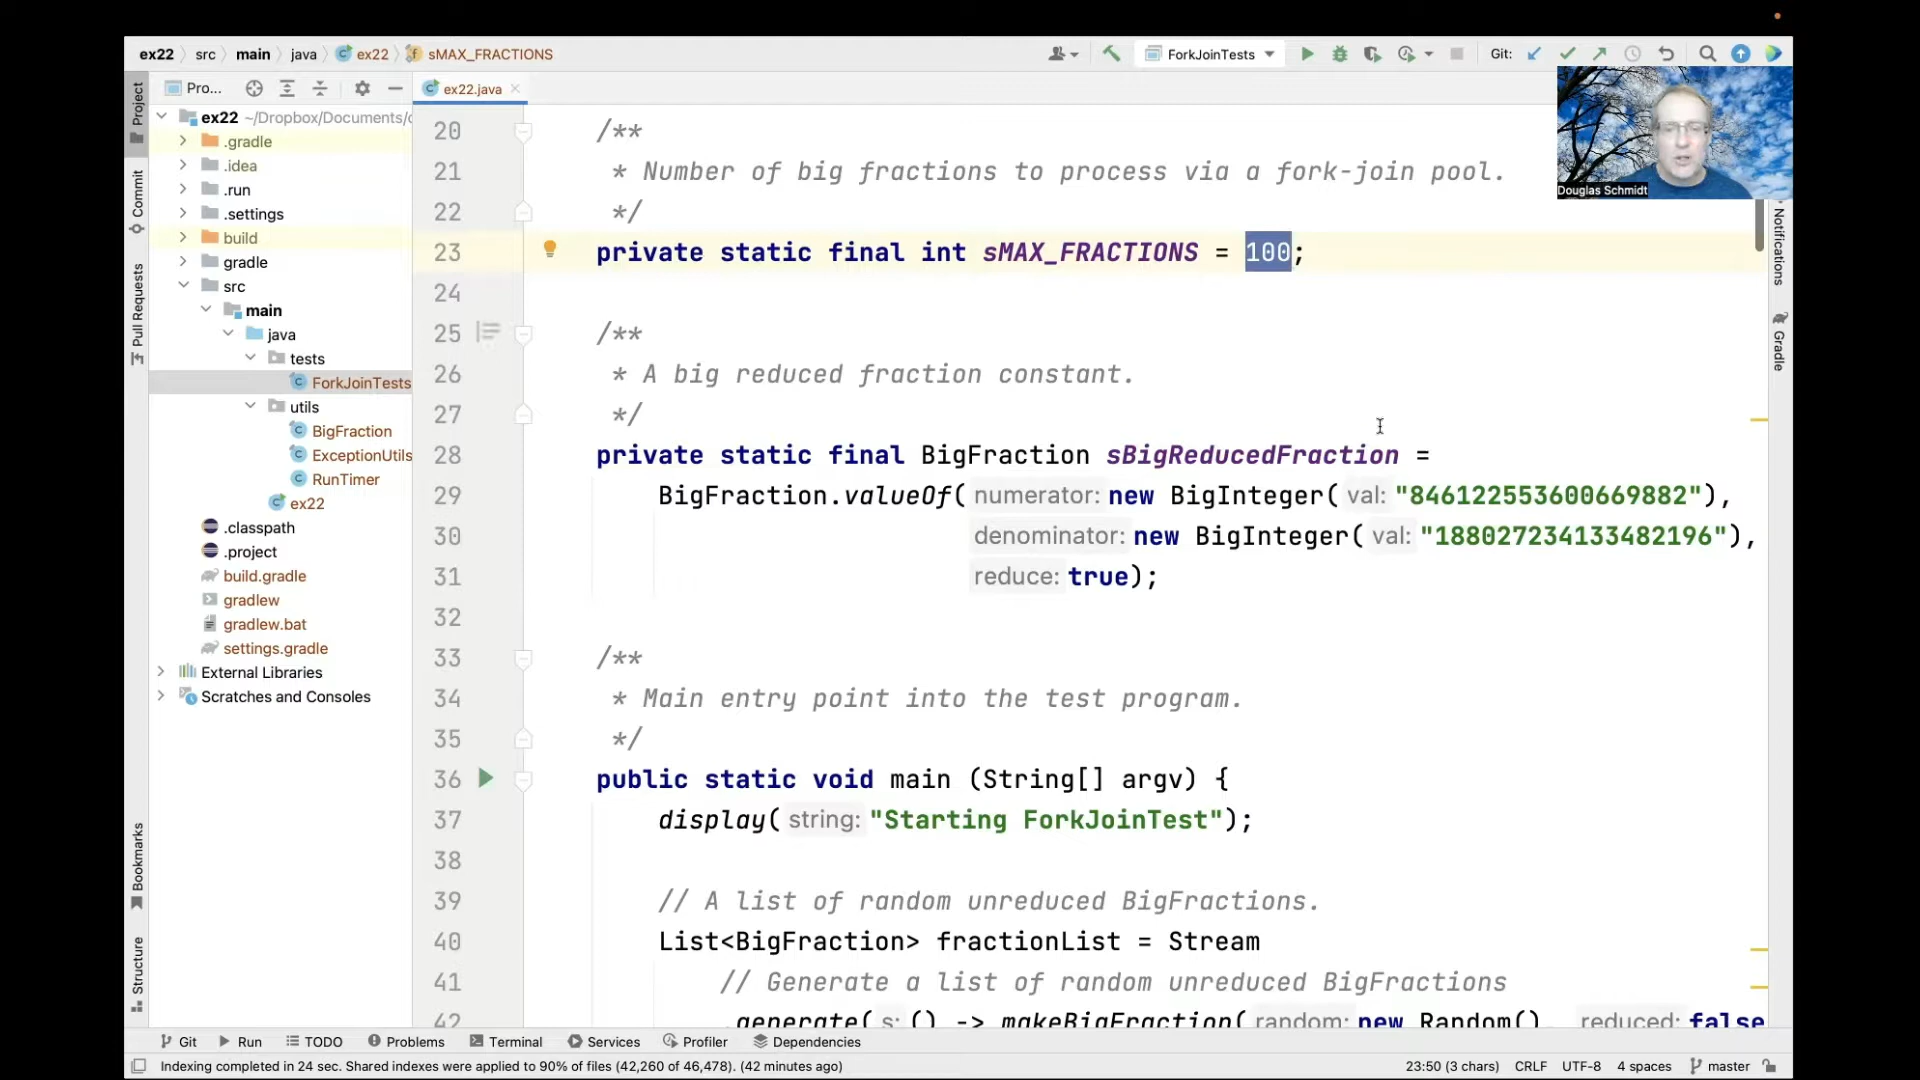 ex22 src main java ex22 sMAX_FRACTIONS
ForkJoinTests
Git:
Pro...
ex22.java
Project
Commit
Pull Requests
Bookmarks
Structure
ex22 ~/Dropbox/Documents/
.gradle
.idea
.run
.settings
build
gradle
src
main
java
tests
ForkJoinTests
utils
BigFraction
ExceptionUtils
RunTimer
ex22
.classpath
.project
build.gradle
gradlew
gradlew.bat
settings.gradle
External Libraries
Scratches and Consoles
20 /**
21 * Number of big fractions to process via a fork-join pool.
22 */
23 private static final int sMAX_FRACTIONS = 100;
24
25 /**
26 * A big reduced fraction constant.
27 */
28 private static final BigFraction sBigReducedFraction =
29 BigFraction.valueOf( numerator: new BigInteger( val: "846122553600669882"),
30 denominator: new BigInteger( val: "188027234133482196"),
31 reduce: true);
32
33 /**
34 * Main entry point into the test program.
35 */
36 public static void main (String[] argv) {
37 display( string: "Starting ForkJoinTest");
38
39 // A list of random unreduced BigFractions.
40 List<BigFraction> fractionList = Stream
41 // Generate a list of random unreduced BigFractions
42 .generate( s: () -> makeBigFraction( random: new Random(), reduced: false
Douglas Schmidt
Notifications
Gradle
Git Run TODO Problems Terminal Services Profiler Dependencies
Indexing completed in 24 sec. Shared indexes were applied to 90% of files (42,260 of 46,478). (42 minutes ago)
23:50 (3 chars) CRLF UTF-8 4 spaces master